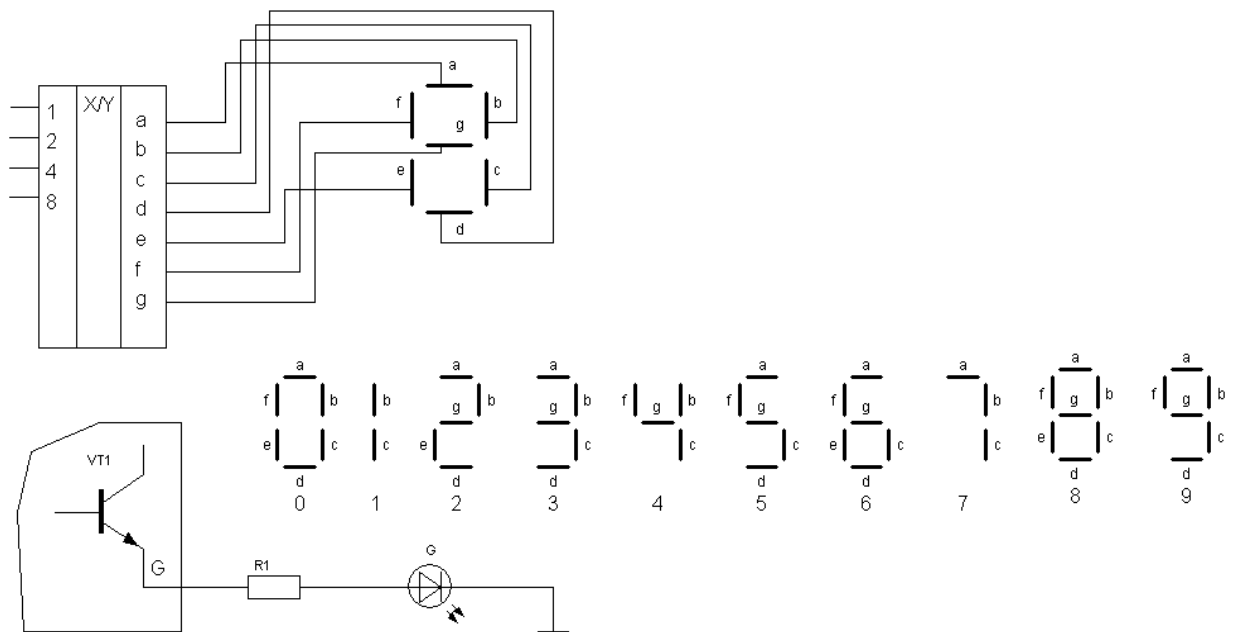 1 X/Y a
2 b
4 c
8 d
e
f
g
a
f b
g
e c
d
a a a a a a a a
f b b b b f b f f b f b f b
g g g g g g g
e c c e c c c e c c e c c
d d d d d d d
0 1 2 3 4 5 6 7 8 9
VT1
G
R1
G